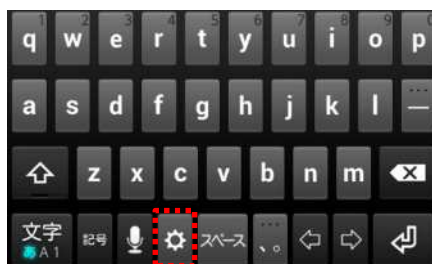 1 2 3 4 5 6 7 8 9 0
q w e r t y u i o p
a s d f g h j k l —
z x c v b n m
文字 記号 スペース 、。
あA1